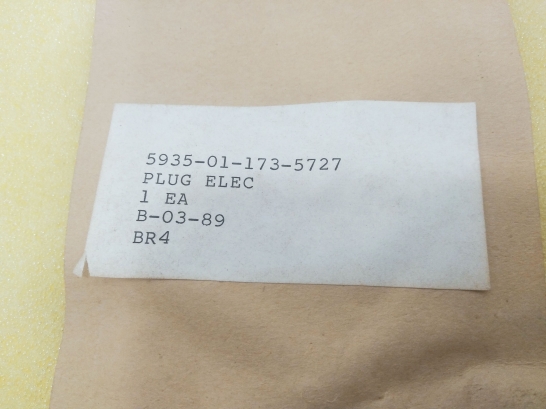 5935-01-173-5727
PLUG ELEC
1 EA
B-03-89
BR4